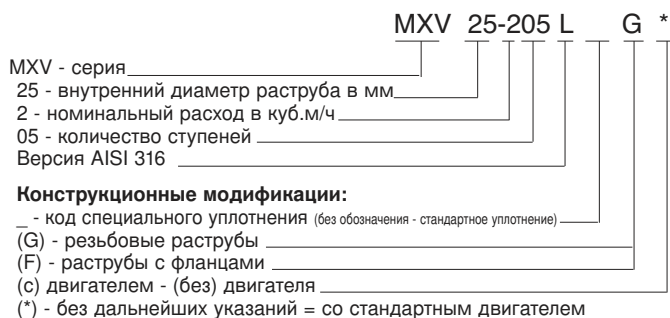 MXV 25-205 L G *
MXV - серия
25 - внутренний диаметр раструба в мм
2 - номинальный расход в куб.м/ч
05 - количество ступеней
Версия AISI 316
Конструкционные модификации:
_ - код специального уплотнения (без обозначения - стандартное уплотнение)
(G) - резьбовые раструбы
(F) - раструбы с фланцами
(с) двигателем - (без) двигателя
(*) - без дальнейших указаний = со стандартным двигателем